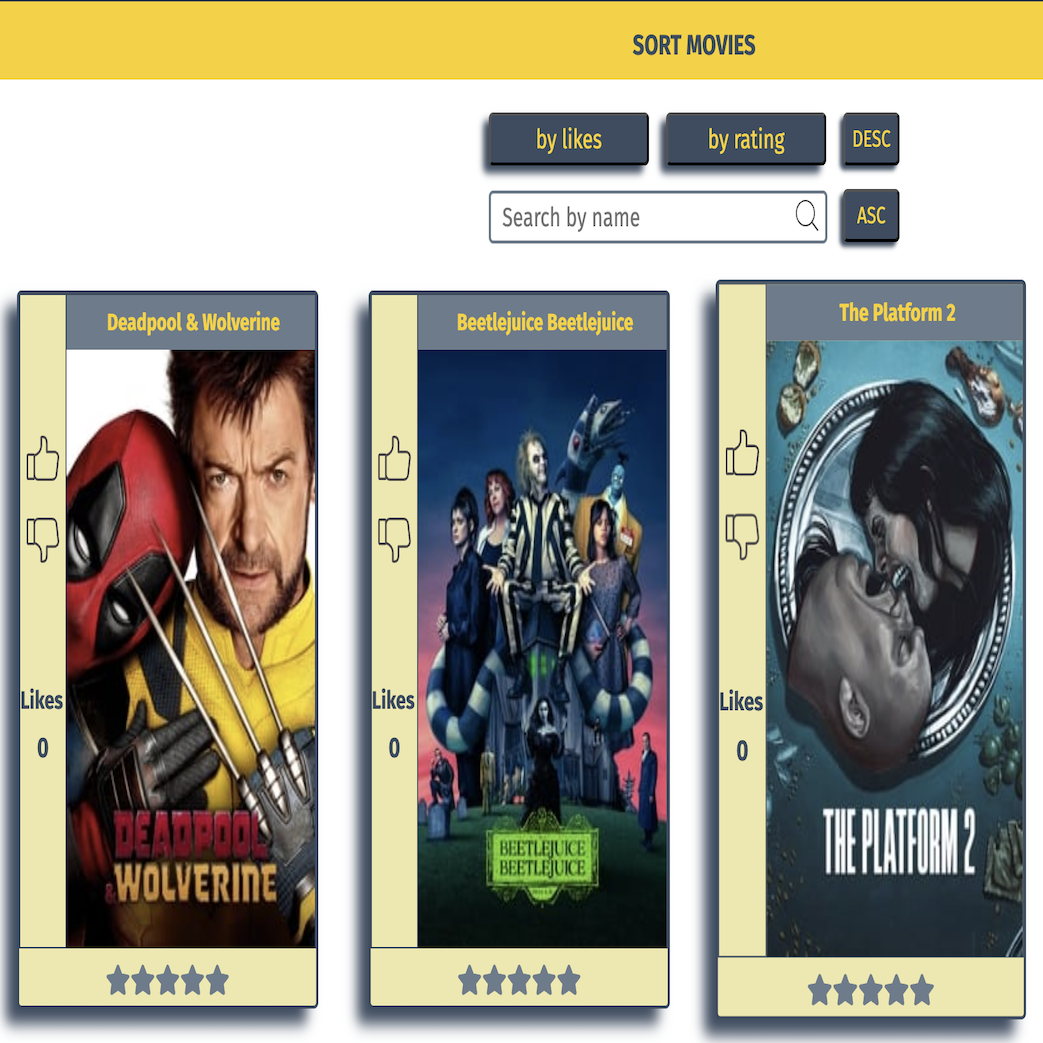 SORT MOVIES
by likes
by rating
DESC
Search by name
ASC
Deadpool & Wolverine
Likes
0
DEADPOOL
& WOLVERINE
Beetlejuice Beetlejuice
Likes
0
BEETLEJUICE
BEETLEJUICE
The Platform 2
Likes
0
THE PLATFORM 2